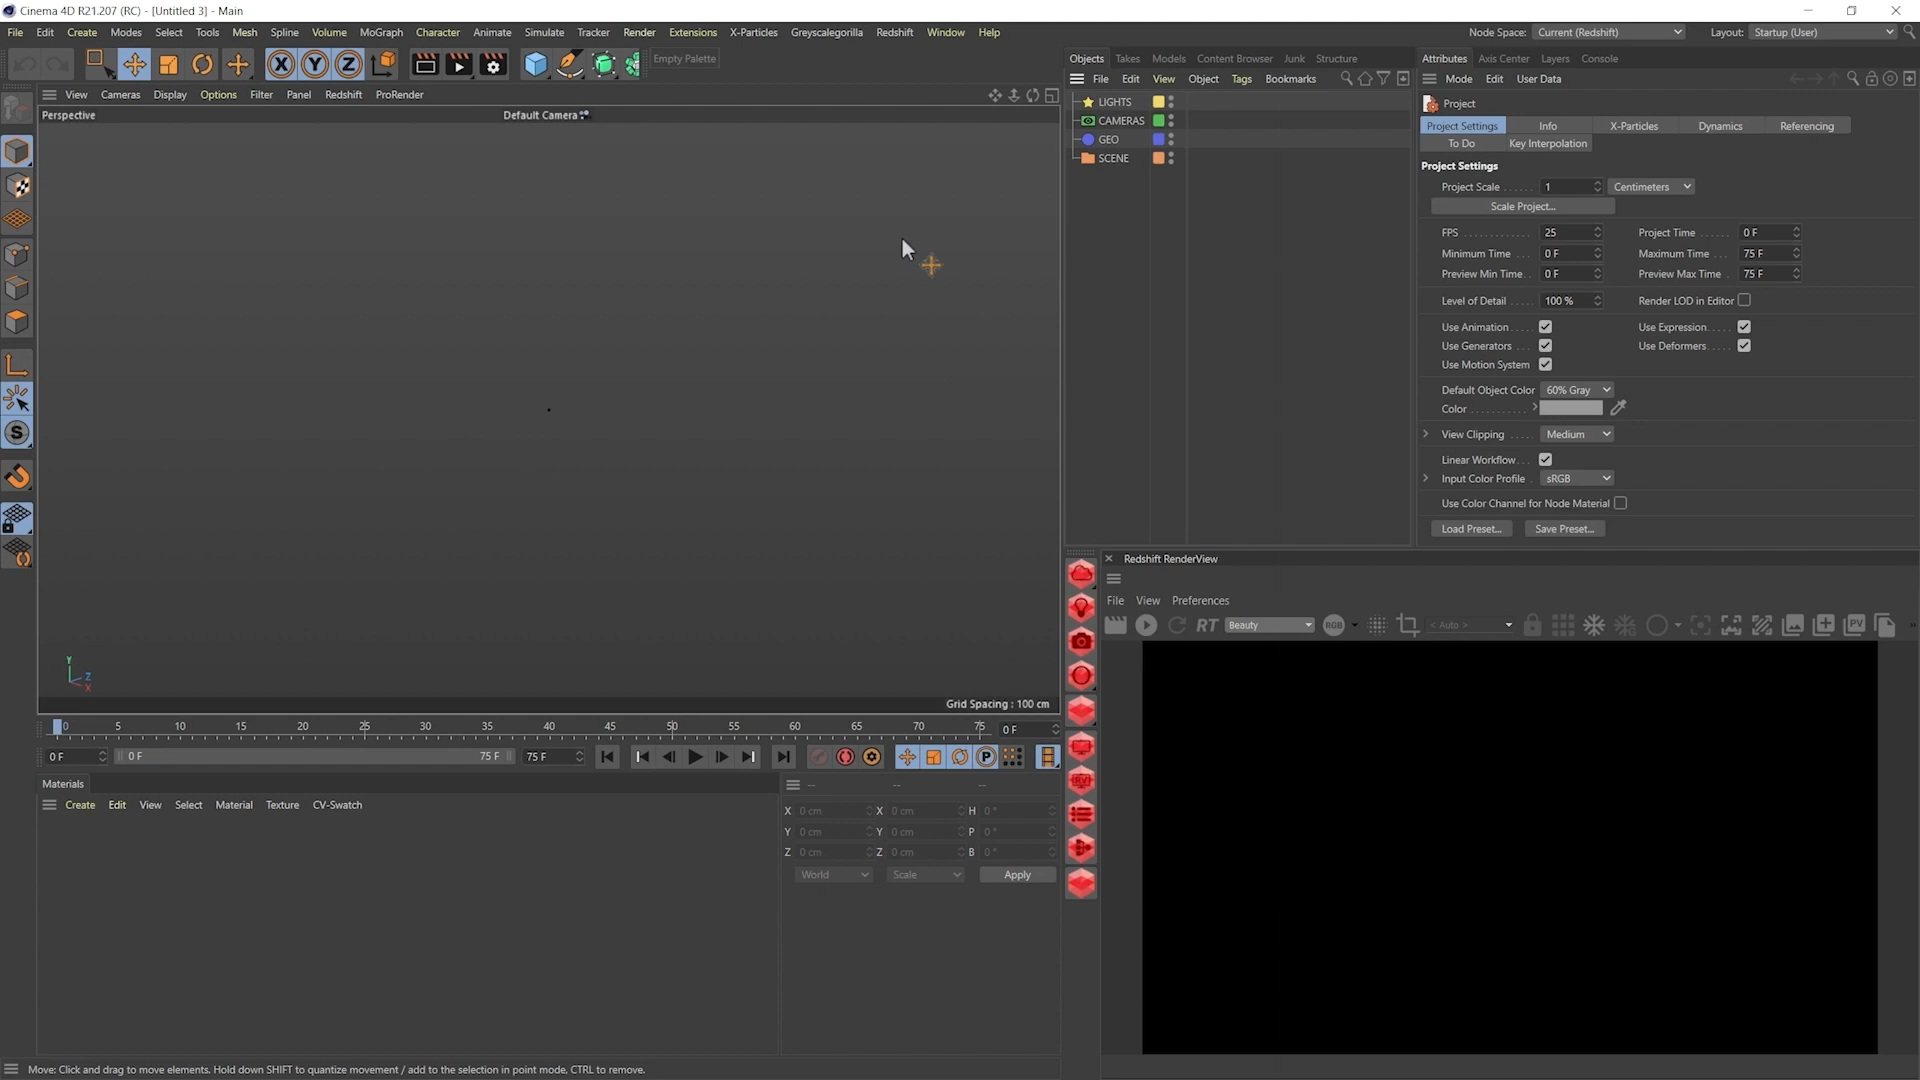 Cinema 4D R21.207 (RC) - [Untitled 3] - Main
File Edit Create Modes Select Tools Mesh Spline Volume MoGraph Character Animate Simulate Tracker Render Extensions X-Particles Greyscalegorilla Redshift Window Help
Node Space: Current (Redshift) Layout: Startup (User)
Empty Palette
Objects Takes Models Content Browser Junk Structure
Attributes Axis Center Layers Console
File Edit View Object Tags Bookmarks
Mode Edit User Data
View Cameras Display Options Filter Panel Redshift ProRender
Perspective
Default Camera
LIGHTS
CAMERAS
GEO
SCENE
Project
Project Settings Info X-Particles Dynamics Referencing
To Do Key Interpolation
Project Settings
Project Scale . . . . . . 1 Centimeters
Scale Project...
FPS . . . . . . . . . . . . . 25 Project Time . . . . . . 0 F
Minimum Time . . . 0 F Maximum Time . . . 75 F
Preview Min Time . . 0 F Preview Max Time . 75 F
Level of Detail . . . . . 100 % Render LOD in Editor
Use Animation . . . . . Use Expression . . . . .
Use Generators . . . Use Deformers . . . . .
Use Motion System
Default Object Color 60% Gray
Color . . . . . . . . . . .
View Clipping . . . . . Medium
Linear Workflow . . .
Input Color Profile . sRGB
Use Color Channel for Node Material
Load Preset... Save Preset...
Redshift RenderView
File View Preferences
RT Beauty RGB < Auto > PV
RV
Y
Z
X
Grid Spacing : 100 cm
0 5 10 15 20 25 30 35 40 45 50 55 60 65 70 75 0 F
0 F 0 F 75 F 75 F P
Materials
Create Edit View Select Material Texture CV-Swatch
-- -- --
X 0 cm X 0 cm H 0 °
Y 0 cm Y 0 cm P 0 °
Z 0 cm Z 0 cm B 0 °
World Scale Apply
Move: Click and drag to move elements. Hold down SHIFT to quantize movement / add to the selection in point mode, CTRL to remove.